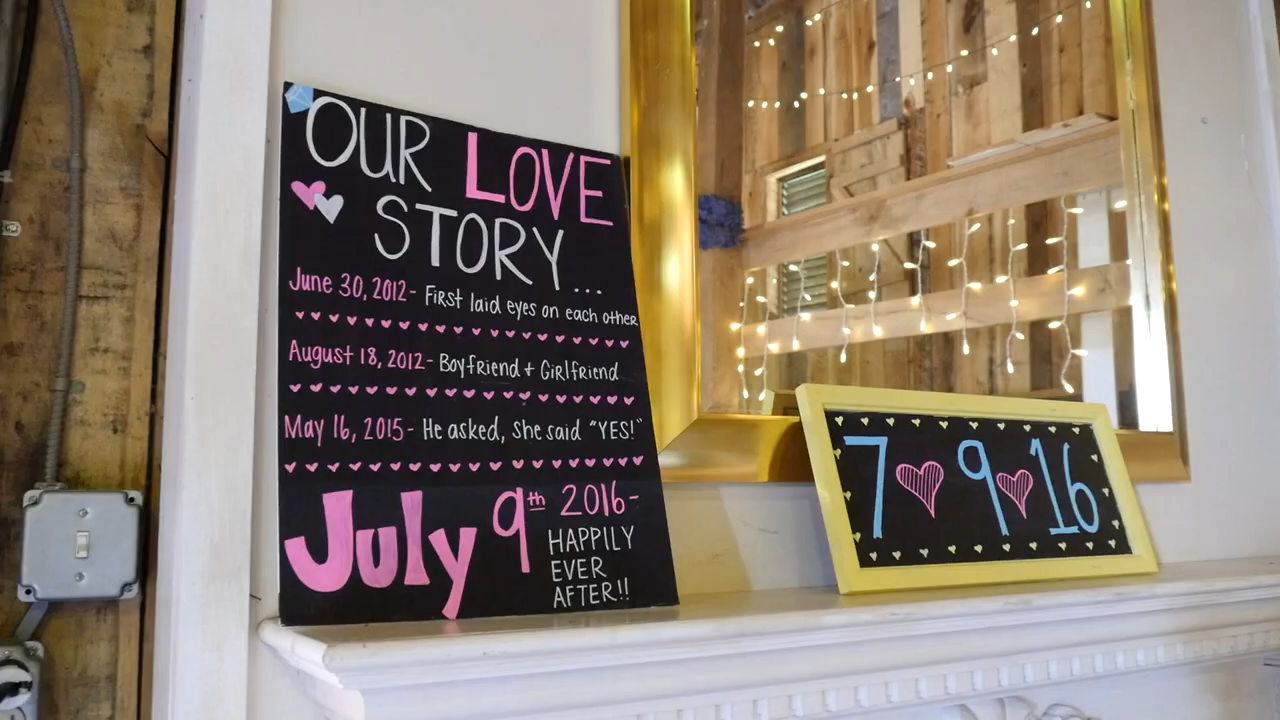 OUR LOVE
STORY...
June 30, 2012- First laid eyes on each other
August 18, 2012- Boyfriend + Girlfriend
May 16, 2015- He asked, she said "YES!"
July 9th 2016-
HAPPILY
EVER
AFTER!!
7 9 16